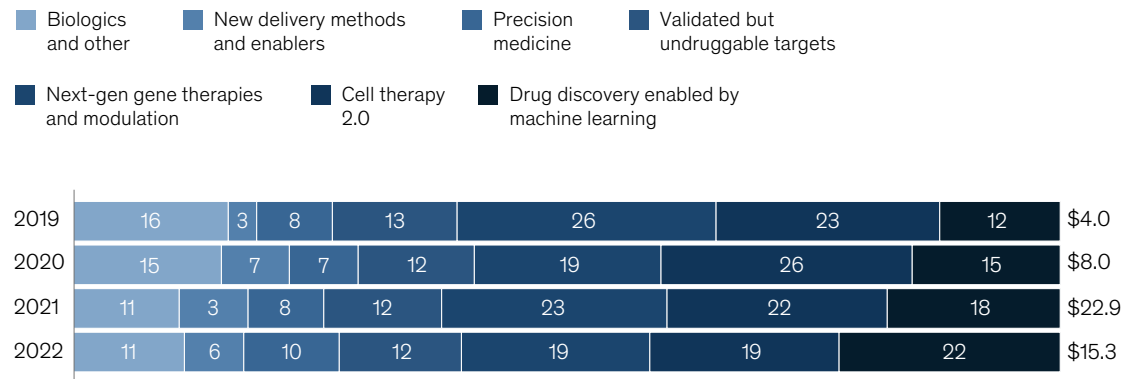 Biologics
and other
New delivery methods
and enablers
Precision
medicine
Validated but
undruggable targets
Next-gen gene therapies
and modulation
Cell therapy
2.0
Drug discovery enabled by
machine learning
2019 16 3 8 13 26 23 12 $4.0
2020 15 7 7 12 19 26 15 $8.0
2021 11 3 8 12 23 22 18 $22.9
2022 11 6 10 12 19 19 22 $15.3